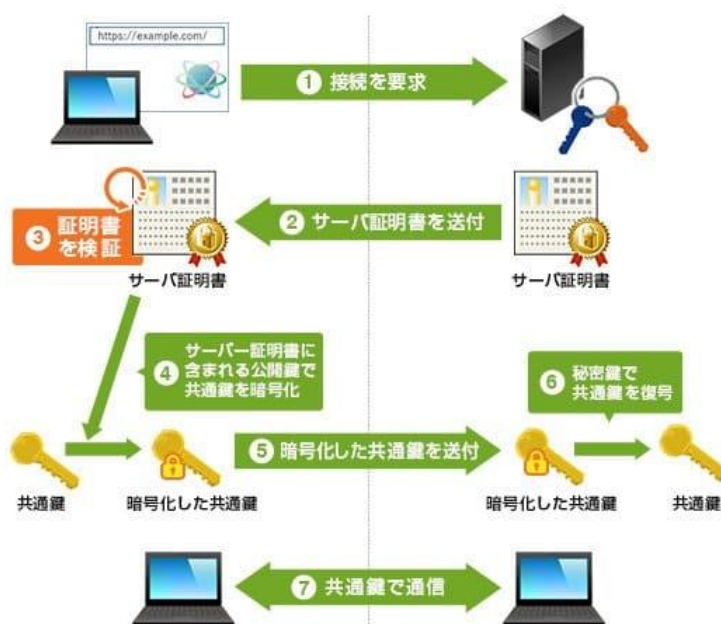 https://example.com/
1 接続を要求
2 サーバ証明書を送付
3 証明書
を検証
サーバ証明書
サーバ証明書
4 サーバー証明書に
含まれる公開鍵で
共通鍵を暗号化
6 秘密鍵で
共通鍵を復号
5 暗号化した共通鍵を送付
共通鍵
暗号化した共通鍵
暗号化した共通鍵
共通鍵
7 共通鍵で通信